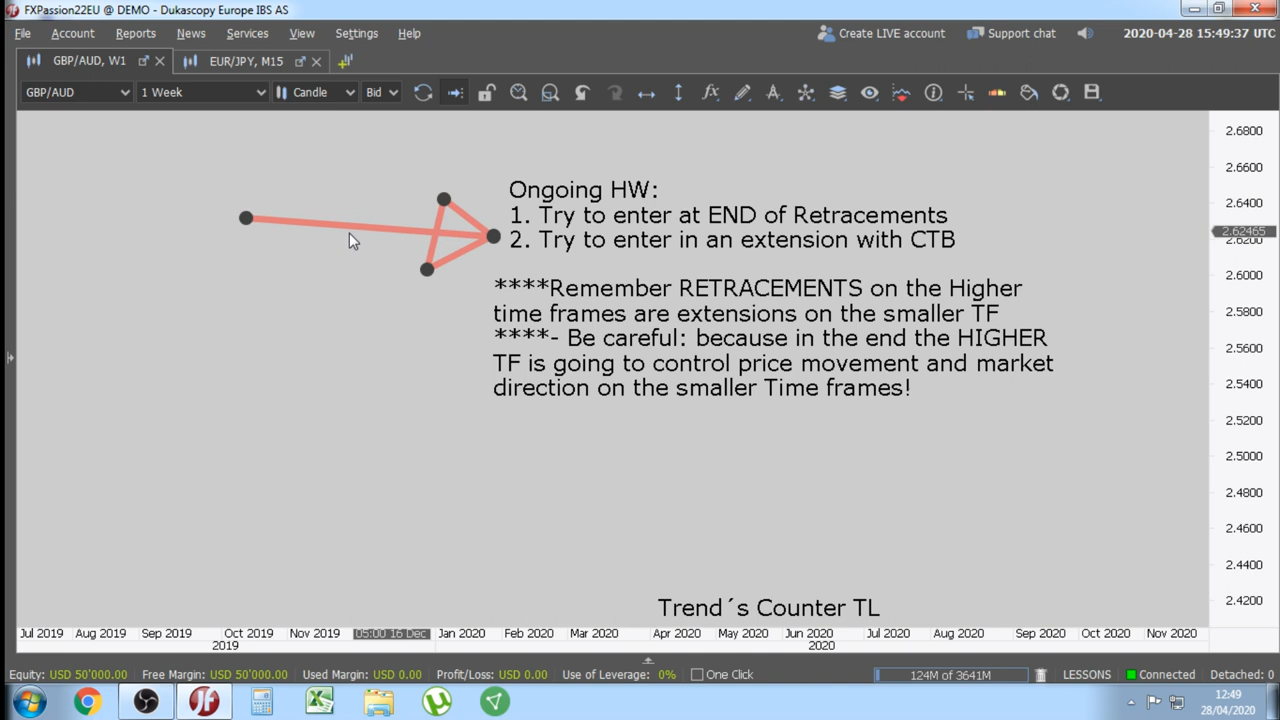 FXPassion22EU @ DEMO - Dukascopy Europe IBS AS
File Account Reports News Services View Settings Help
Create LIVE account Support chat 2020-04-28 15:49:37 UTC
GBP/AUD, W1 EUR/JPY, M15
GBP/AUD 1 Week Candle Bid
2.6800
2.6600
Ongoing HW:
1. Try to enter at END of Retracements
2.6400
2.62465
2. Try to enter in an extension with CTB
2.6200
2.6000
****Remember RETRACEMENTS on the Higher
time frames are extensions on the smaller TF
2.5800
****- Be careful: because in the end the HIGHER
2.5600
TF is going to control price movement and market
direction on the smaller Time frames!
2.5400
2.5200
2.5000
2.4800
2.4600
2.4400
2.4200
Trend´s Counter TL
Jul 2019 Aug 2019 Sep 2019 Oct 2019 Nov 2019 05:00 16 Dec Jan 2020 Feb 2020 Mar 2020 Apr 2020 May 2020 Jun 2020 Jul 2020 Aug 2020 Sep 2020 Oct 2020 Nov 2020
2019 2020
Equity: USD 50'000.00 Free Margin: USD 50'000.00 Used Margin: USD 0.00 Profit/Loss: USD 0.00 Use of Leverage: 0% One Click 124M of 3641M LESSONS Connected Detached: 0
12:49
28/04/2020